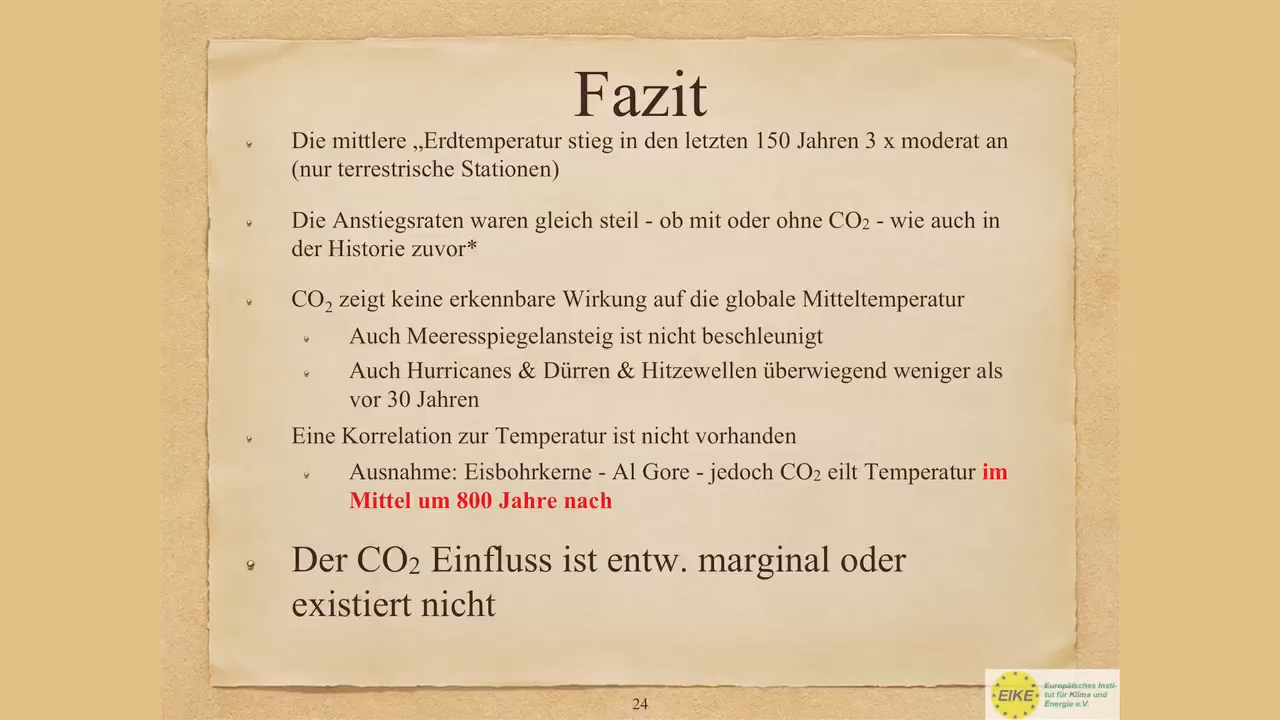 Fazit
Die mittlere „Erdtemperatur stieg in den letzten 150 Jahren 3 x moderat an
(nur terrestrische Stationen)
Die Anstiegsraten waren gleich steil - ob mit oder ohne CO₂ - wie auch in
der Historie zuvor*
CO₂ zeigt keine erkennbare Wirkung auf die globale Mitteltemperatur
Auch Meeresspiegelansteig ist nicht beschleunigt
Auch Hurricanes & Dürren & Hitzewellen überwiegend weniger als
vor 30 Jahren
Eine Korrelation zur Temperatur ist nicht vorhanden
Ausnahme: Eisbohrkerne - Al Gore - jedoch CO₂ eilt Temperatur im
Mittel um 800 Jahre nach
Der CO₂ Einfluss ist entw. marginal oder
existiert nicht
24
EIKE
Europäisches Insti-
tut für Klima und
Energie e.V.